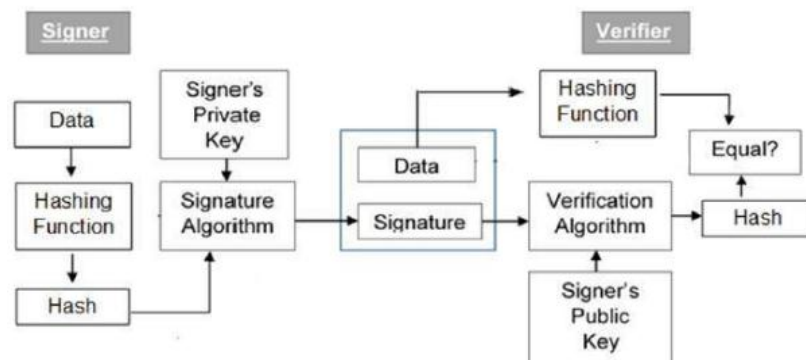 Signer
Verifier
Data
Hashing
Function
Hash
Signer's
Private
Key
Signature
Algorithm
Data
Signature
Hashing
Function
Verification
Algorithm
Signer's
Public
Key
Equal?
Hash